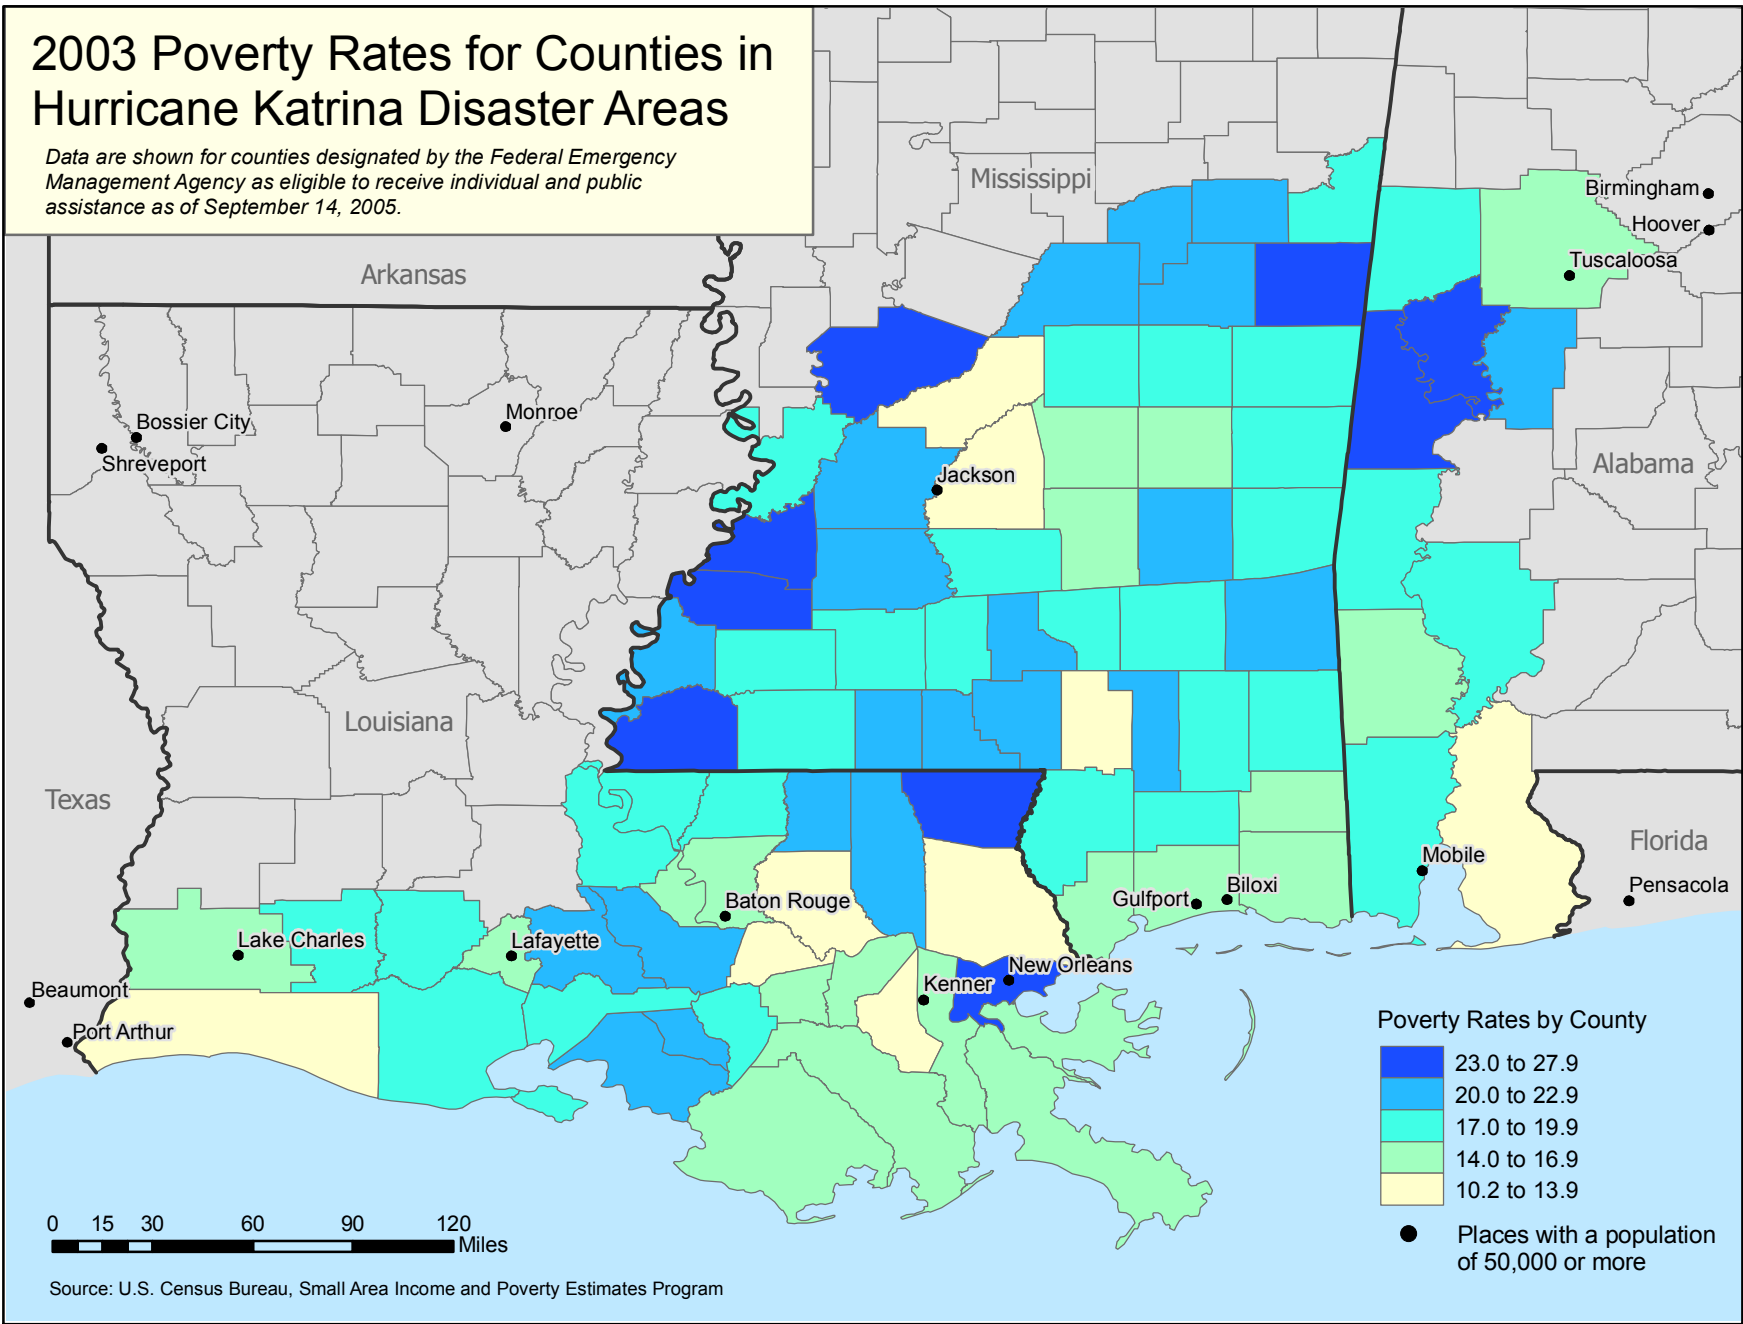 2003 Poverty Rates for Counties in
Hurricane Katrina Disaster Areas
Data are shown for counties designated by the Federal Emergency
Management Agency as eligible to receive individual and public
assistance as of September 14, 2005.
Mississippi
Birmingham
Hoover
Tuscaloosa
Arkansas
Bossier City
Monroe
Shreveport
Jackson
Alabama
Louisiana
Texas
Florida
Mobile
Pensacola
Gulfport
Biloxi
Baton Rouge
Lake Charles
Lafayette
New Orleans
Kenner
Beaumont
Port Arthur
Poverty Rates by County
23.0 to 27.9
20.0 to 22.9
17.0 to 19.9
14.0 to 16.9
10.2 to 13.9
Places with a population
of 50,000 or more
0 15 30 60 90 120
Miles
Source: U.S. Census Bureau, Small Area Income and Poverty Estimates Program